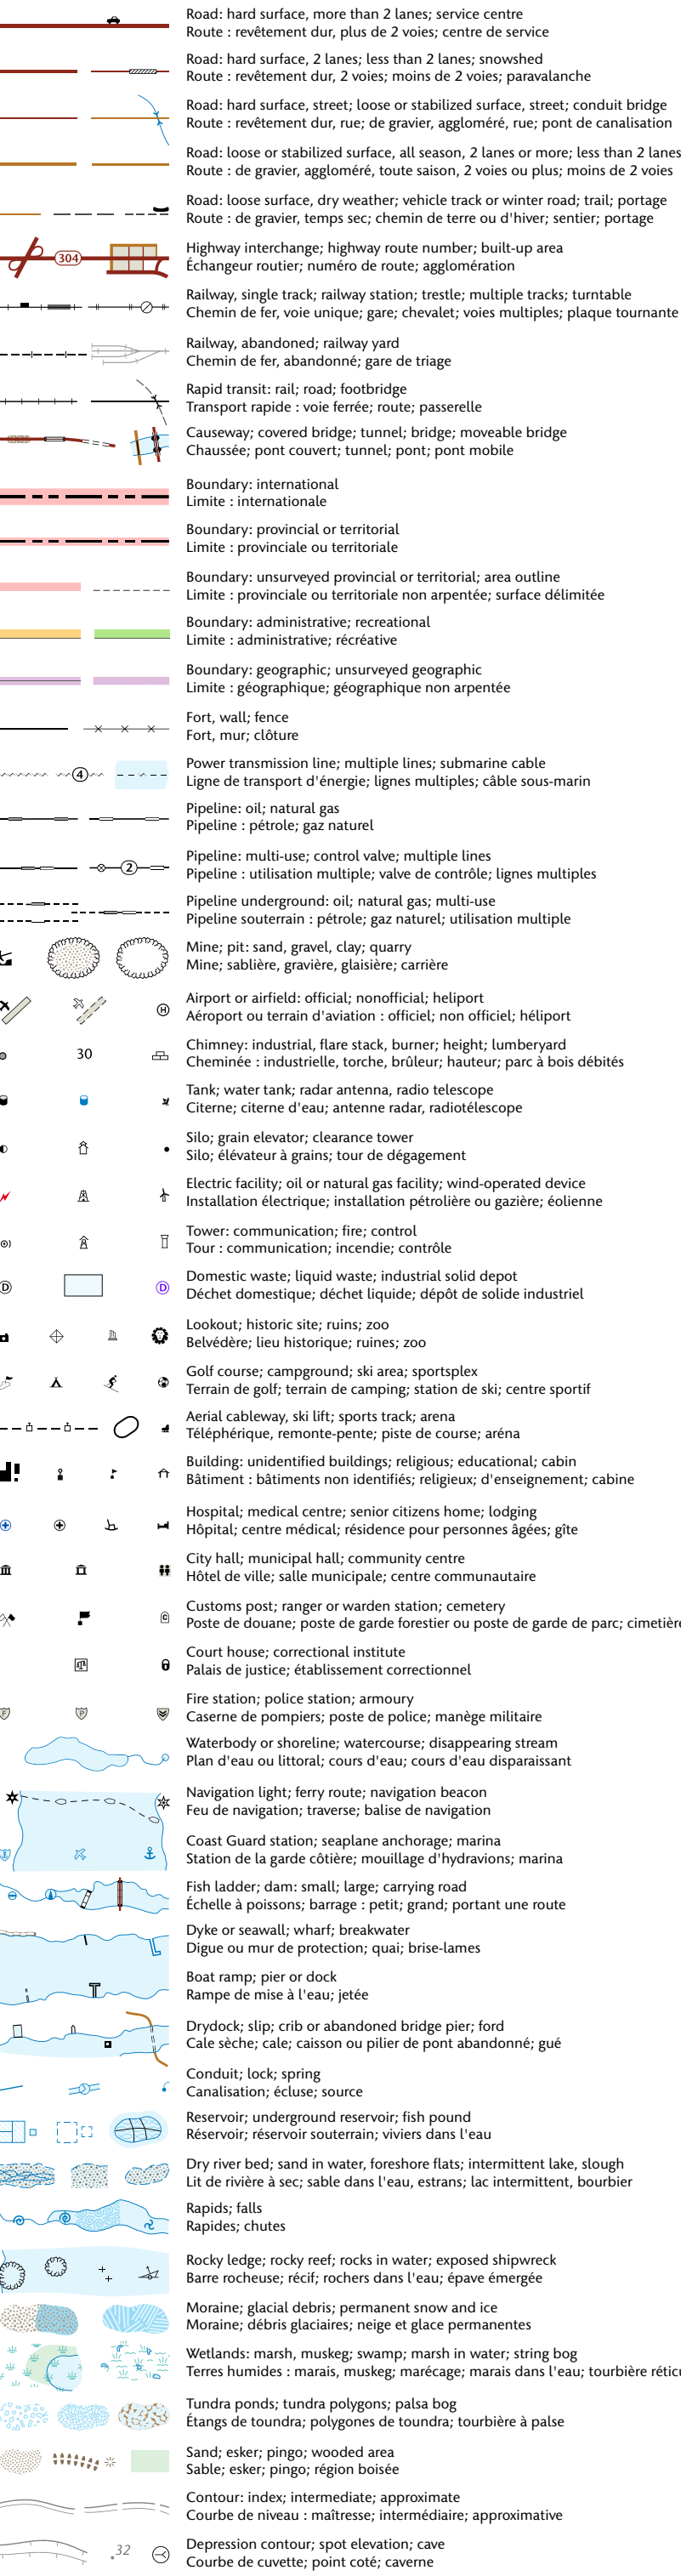 Road: hard surface, more than 2 lanes; service centre
Route : revêtement dur, plus de 2 voies; centre de service
Road: hard surface, 2 lanes; less than 2 lanes; snowshed
Route : revêtement dur, 2 voies; moins de 2 voies; paravalanche
Road: hard surface, street; loose or stabilized surface, street; conduit bridge
Route : revêtement dur, rue; de gravier, aggloméré, rue; pont de canalisation
Road: loose or stabilized surface, all season, 2 lanes or more; less than 2 lanes
Route : de gravier, aggloméré, toute saison, 2 voies ou plus; moins de 2 voies
Road: loose surface, dry weather; vehicle track or winter road; trail; portage
Route : de gravier, temps sec; chemin de terre ou d'hiver; sentier; portage
304
Highway interchange; highway route number; built-up area
Échangeur routier; numéro de route; agglomération
Railway, single track; railway station; trestle; multiple tracks; turntable
Chemin de fer, voie unique; gare; chevalet; voies multiples; plaque tournante
Railway, abandoned; railway yard
Chemin de fer, abandonné; gare de triage
Rapid transit: rail; road; footbridge
Transport rapide : voie ferrée; route; passerelle
Causeway; covered bridge; tunnel; bridge; moveable bridge
Chaussée; pont couvert; tunnel; pont; pont mobile
Boundary: international
Limite : internationale
Boundary: provincial or territorial
Limite : provinciale ou territoriale
Boundary: unsurveyed provincial or territorial; area outline
Limite : provinciale ou territoriale non arpentée; surface délimitée
Boundary: administrative; recreational
Limite : administrative; récréative
Boundary: geographic; unsurveyed geographic
Limite : géographique; géographique non arpentée
Fort, wall; fence
Fort, mur; clôture
4
Power transmission line; multiple lines; submarine cable
Ligne de transport d'énergie; lignes multiples; câble sous-marin
Pipeline: oil; natural gas
Pipeline : pétrole; gaz naturel
2
Pipeline: multi-use; control valve; multiple lines
Pipeline : utilisation multiple; valve de contrôle; lignes multiples
Pipeline underground: oil; natural gas; multi-use
Pipeline souterrain : pétrole; gaz naturel; utilisation multiple
Mine; pit: sand, gravel, clay; quarry
Mine; sablière, gravière, glaisière; carrière
H
Airport or airfield: official; nonofficial; heliport
Aéroport ou terrain d'aviation : officiel; non officiel; héliport
30
Chimney: industrial, flare stack, burner; height; lumberyard
Cheminée : industrielle, torche, brûleur; hauteur; parc à bois débités
Tank; water tank; radar antenna, radio telescope
Citerne; citerne d'eau; antenne radar, radiotélescope
Silo; grain elevator; clearance tower
Silo; élévateur à grains; tour de dégagement
Electric facility; oil or natural gas facility; wind-operated device
Installation électrique; installation pétrolière ou gazière; éolienne
Tower: communication; fire; control
Tour : communication; incendie; contrôle
D D
Domestic waste; liquid waste; industrial solid depot
Déchet domestique; déchet liquide; dépôt de solide industriel
Lookout; historic site; ruins; zoo
Belvédère; lieu historique; ruines; zoo
Golf course; campground; ski area; sportsplex
Terrain de golf; terrain de camping; station de ski; centre sportif
Aerial cableway, ski lift; sports track; arena
Téléphérique, remonte-pente; piste de course; aréna
Building: unidentified buildings; religious; educational; cabin
Bâtiment : bâtiments non identifiés; religieux; d'enseignement; cabine
Hospital; medical centre; senior citizens home; lodging
Hôpital; centre médical; résidence pour personnes âgées; gîte
City hall; municipal hall; community centre
Hôtel de ville; salle municipale; centre communautaire
C
Customs post; ranger or warden station; cemetery
Poste de douane; poste de garde forestier ou poste de garde de parc; cimetière
Court house; correctional institute
Palais de justice; établissement correctionnel
F P
Fire station; police station; armoury
Caserne de pompiers; poste de police; manège militaire
Waterbody or shoreline; watercourse; disappearing stream
Plan d'eau ou littoral; cours d'eau; cours d'eau disparaissant
Navigation light; ferry route; navigation beacon
Feu de navigation; traverse; balise de navigation
Coast Guard station; seaplane anchorage; marina
Station de la garde côtière; mouillage d'hydravions; marina
Fish ladder; dam: small; large; carrying road
Échelle à poissons; barrage : petit; grand; portant une route
Dyke or seawall; wharf; breakwater
Digue ou mur de protection; quai; brise-lames
Boat ramp; pier or dock
Rampe de mise à l'eau; jetée
Drydock; slip; crib or abandoned bridge pier; ford
Cale sèche; cale; caisson ou pilier de pont abandonné; gué
Conduit; lock; spring
Canalisation; écluse; source
Reservoir; underground reservoir; fish pound
Réservoir; réservoir souterrain; viviers dans l'eau
Dry river bed; sand in water, foreshore flats; intermittent lake, slough
Lit de rivière à sec; sable dans l'eau, estrans; lac intermittent, bourbier
Rapids; falls
Rapides; chutes
Rocky ledge; rocky reef; rocks in water; exposed shipwreck
Barre rocheuse; récif; rochers dans l'eau; épave émergée
Moraine; glacial debris; permanent snow and ice
Moraine; débris glaciaires; neige et glace permanentes
Wetlands: marsh, muskeg; swamp; marsh in water; string bog
Terres humides : marais, muskeg; marécage; marais dans l'eau; tourbière réticu
Tundra ponds; tundra polygons; palsa bog
Étangs de toundra; polygones de toundra; tourbière à palse
Sand; esker; pingo; wooded area
Sable; esker; pingo; région boisée
Contour: index; intermediate; approximate
Courbe de niveau : maîtresse; intermédiaire; approximative
.32
Depression contour; spot elevation; cave
Courbe de cuvette; point coté; caverne